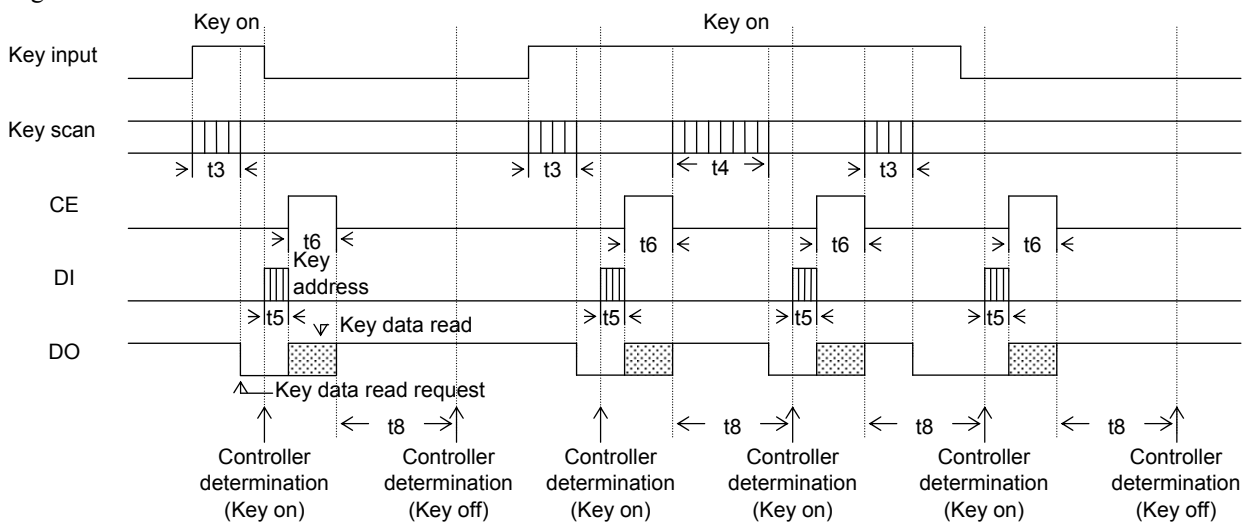 Key on Key on
Key input
Key scan
t3 t3 t4 t3
CE
t6 t6 t6 t6
Key
address
DI
t5 t5 t5 t5
Key data read
DO
Key data read request
t8 t8 t8 t8
Controller Controller Controller Controller Controller Controller
determination determination determination determination determination determination
(Key on) (Key off) (Key on) (Key on) (Key on) (Key off)